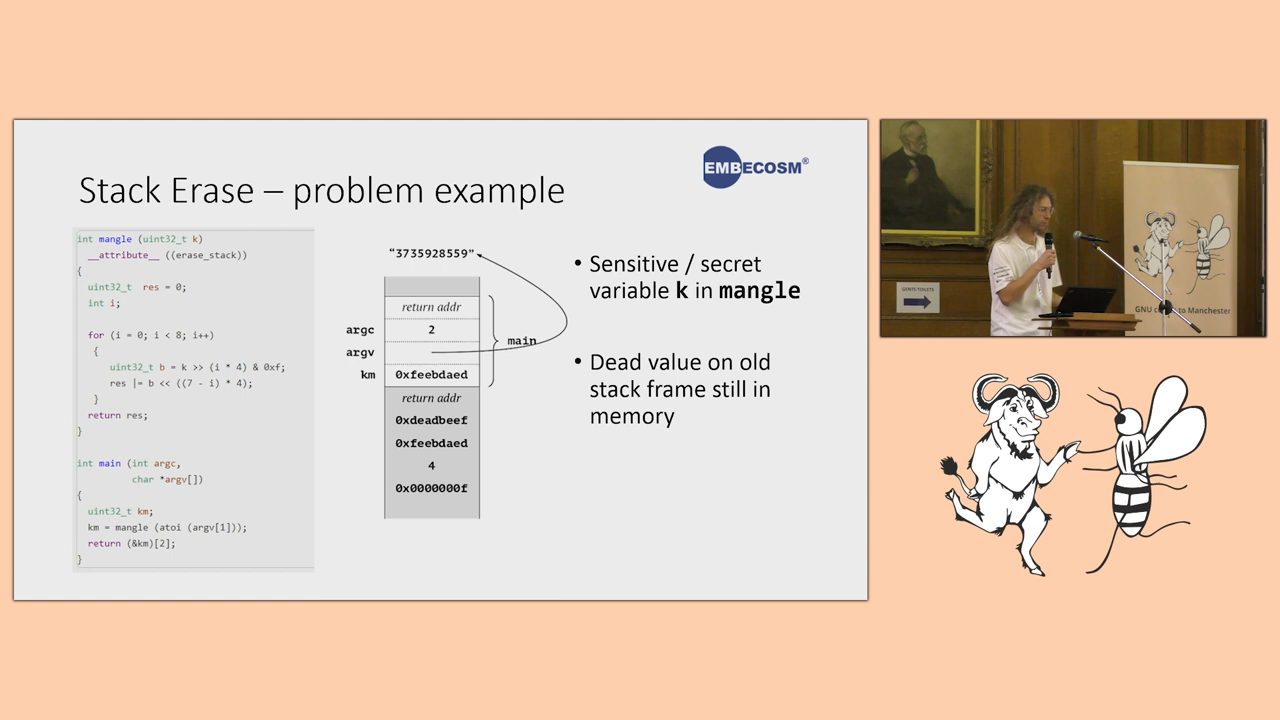 Stack Erase – problem example
EMBECOSM®
int mangle (uint32_t k)
__attribute__ ((erase_stack))
{
uint32_t res = 0;
int i;
for (i = 0; i < 8; i++)
{
uint32_t b = k >> (i * 4) & 0xf;
res |= b << ((7 - i) * 4);
}
return res;
}
int main (int argc,
char *argv[])
{
uint32_t km;
km = mangle (atoi (argv[1]));
return (&km)[2];
}
"3735928559"
return addr
argc 2
argv
main
km 0xfeebdaed
return addr
0xdeadbeef
0xfeebdaed
4
0x0000000f
• Sensitive / secret
variable k in mangle
• Dead value on old
stack frame still in
memory
GENTS TOILETS